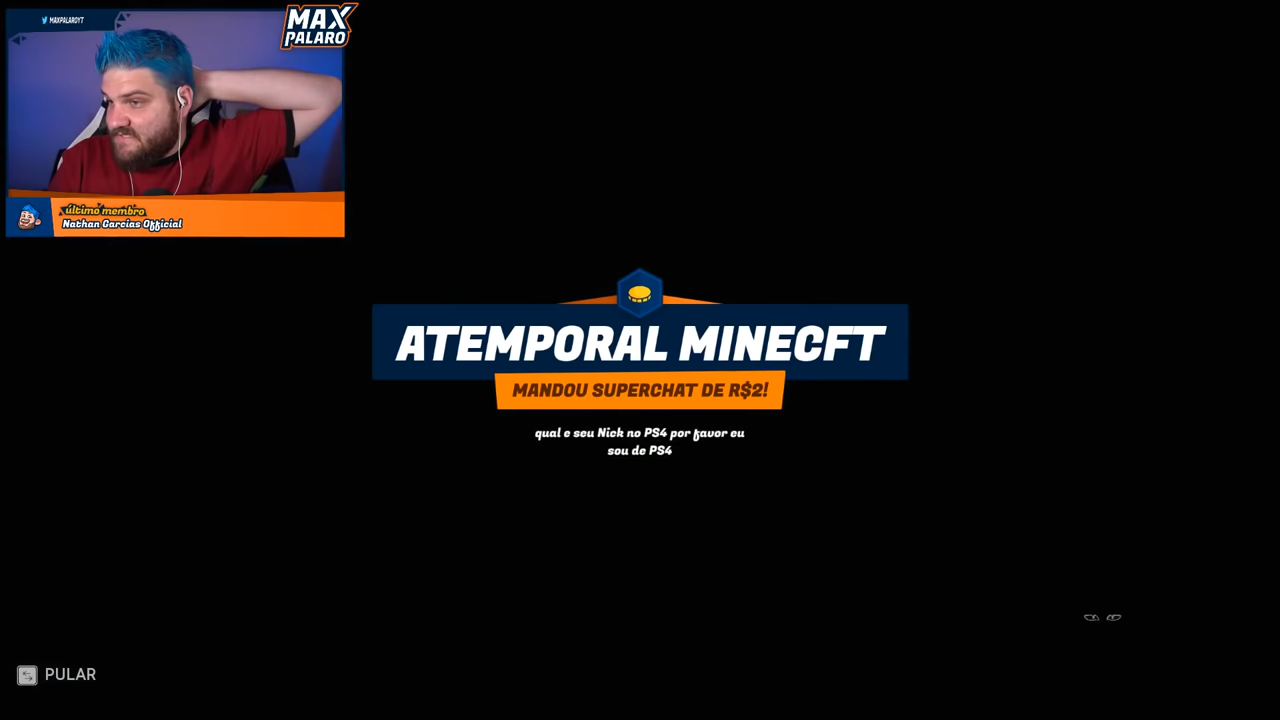 MAXPALAROYT
MAX
PALARO
último membro
Nathan Garcias Official
ATEMPORAL MINECFT
MANDOU SUPERCHAT DE R$2!
qual e seu Nick no PS4 por favor eu
sou de PS4
PULAR